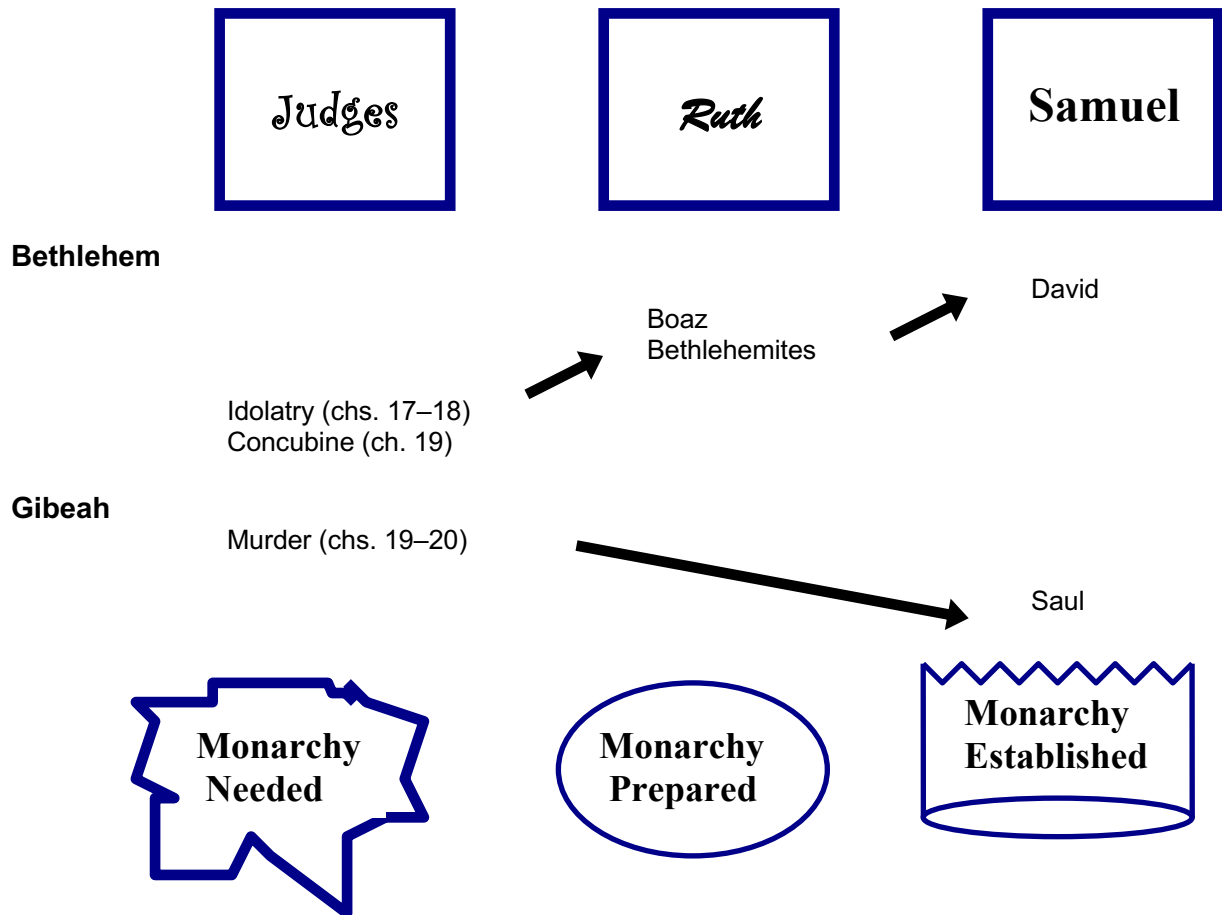 Judges
Ruth
Samuel
Bethlehem
David
Boaz
Bethlehemites
Idolatry (chs. 17–18)
Concubine (ch. 19)
Gibeah
Murder (chs. 19–20)
Saul
Monarchy
Needed
Monarchy
Prepared
Monarchy
Established